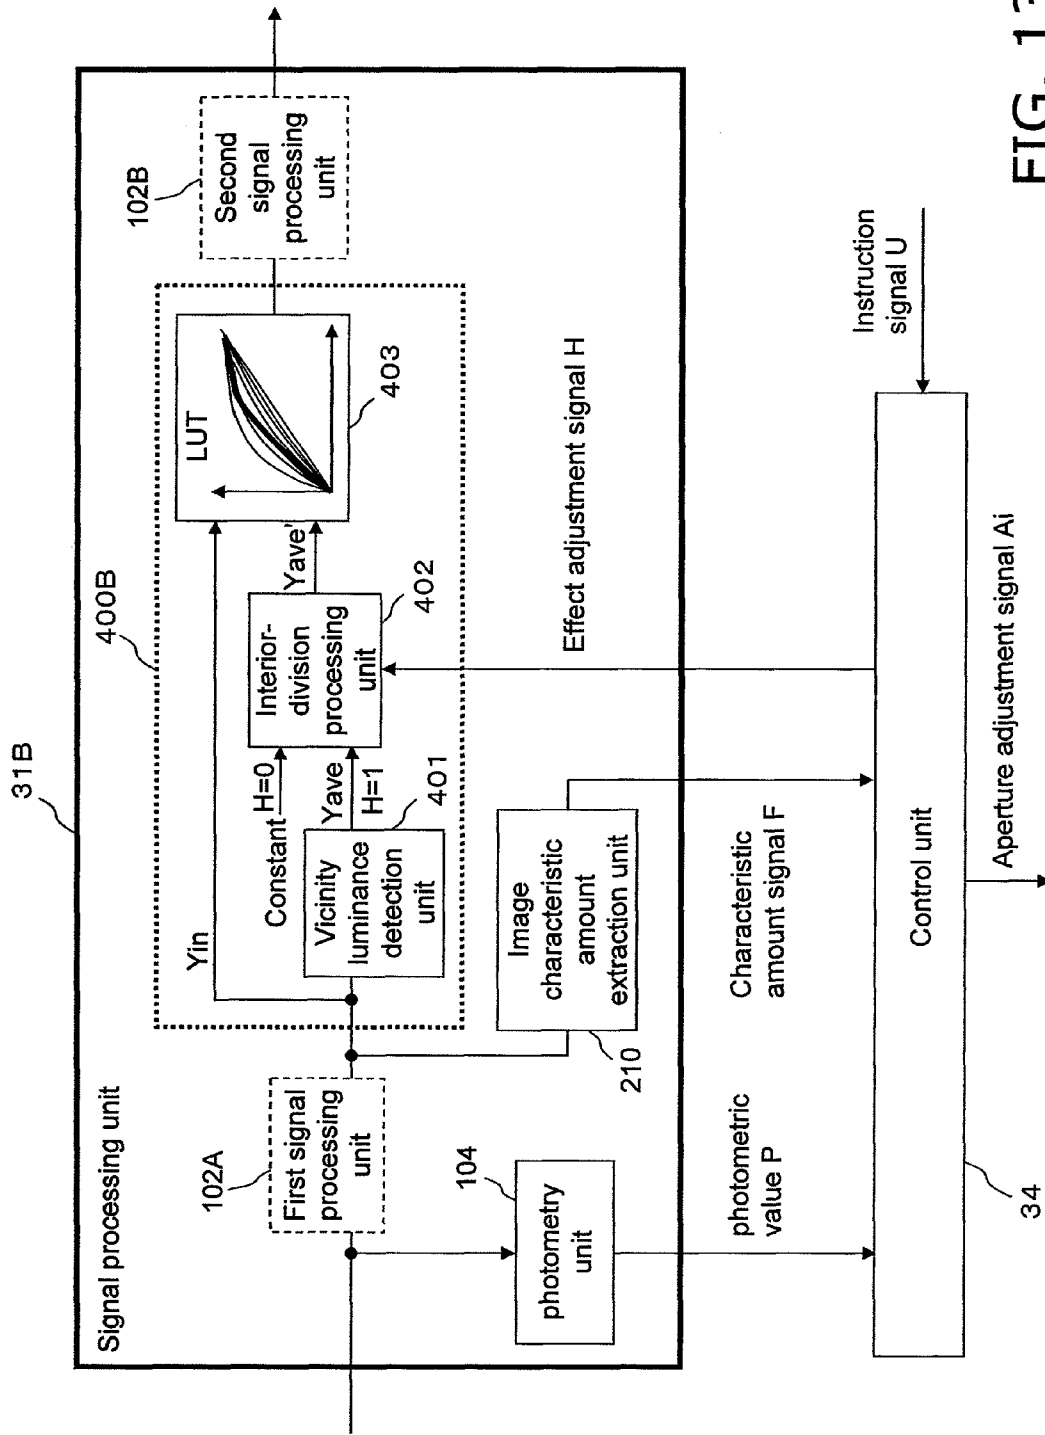 31B
Signal processing unit
400B
102A
First signal
processing
unit
Yin
Constant
H=0
Vicinity
luminance
detection
unit
401
Yave
H=1
Interior-
division
processing
unit
402
Yave'
LUT
403
102B
Second
signal
processing
unit
104
photometry
unit
210
Image
characteristic
amount
extraction unit
Effect adjustment signal H
photometric
value P
Characteristic
amount signal F
Instruction
signal U
Control unit
34
Aperture adjustment signal Ai
FIG.